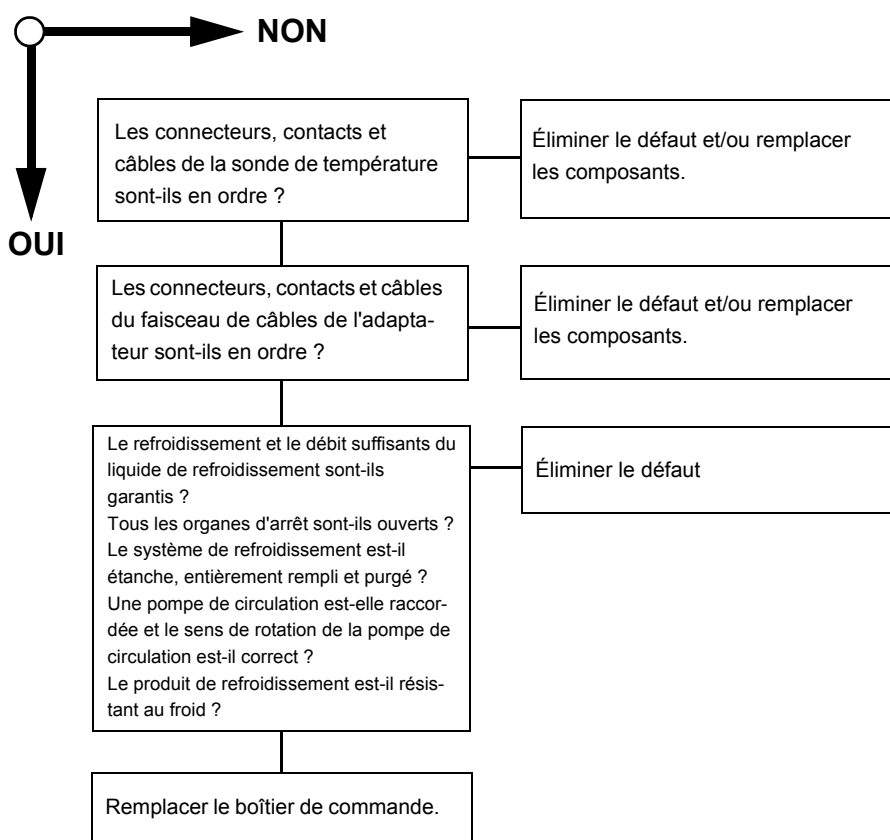 NON
OUI
Les connecteurs, contacts et
câbles de la sonde de température
sont-ils en ordre ?
Éliminer le défaut et/ou remplacer
les composants.
Les connecteurs, contacts et câbles
du faisceau de câbles de l'adapta-
teur sont-ils en ordre ?
Éliminer le défaut et/ou remplacer
les composants.
Le refroidissement et le débit suffisants du
liquide de refroidissement sont-ils
garantis ?
Tous les organes d'arrêt sont-ils ouverts ?
Le système de refroidissement est-il
étanche, entièrement rempli et purgé ?
Une pompe de circulation est-elle raccor-
dée et le sens de rotation de la pompe de
circulation est-il correct ?
Le produit de refroidissement est-il résis-
tant au froid ?
Éliminer le défaut
Remplacer le boîtier de commande.